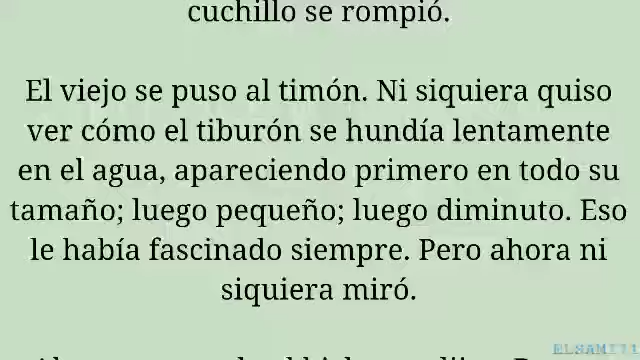 cuchillo se rompió.
El viejo se puso al timón. Ni siquiera quiso
ver cómo el tiburón se hundía lentamente
en el agua, apareciendo primero en todo su
tamaño; luego pequeño; luego diminuto. Eso
le había fascinado siempre. Pero ahora ni
siquiera miró.